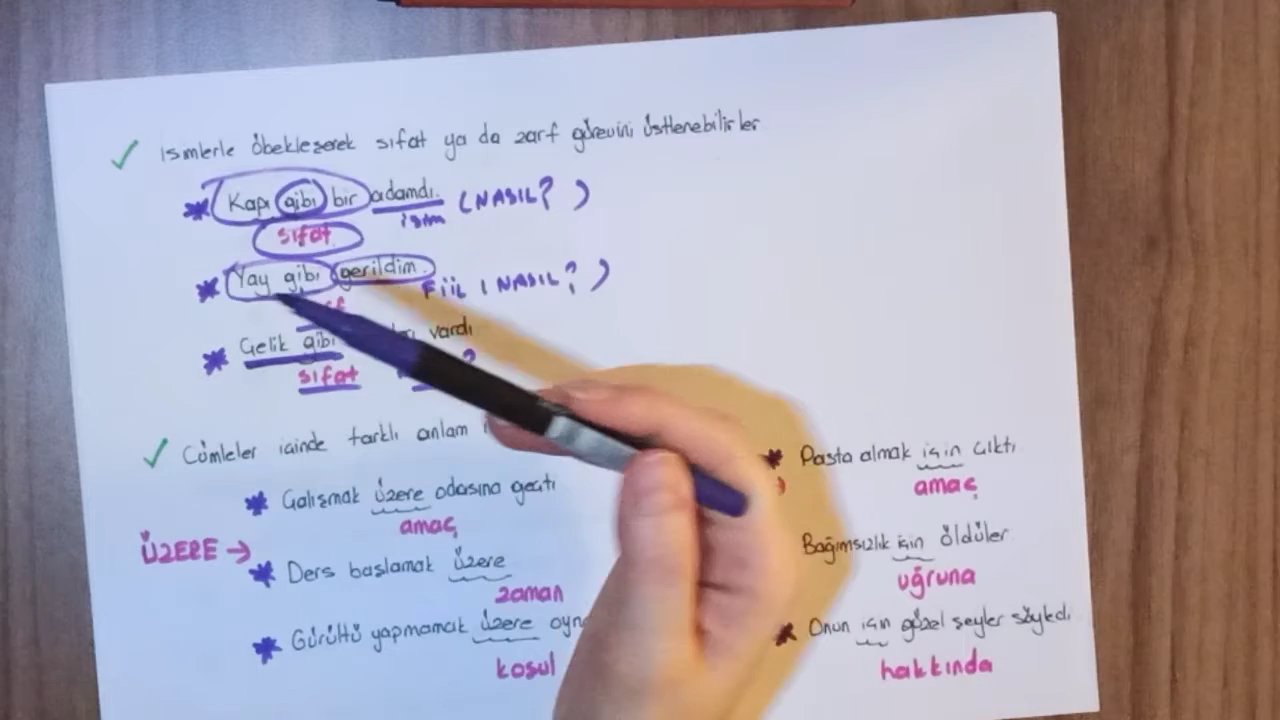 İsimlerle öbekleşerek sıfat ya da zarf görevini üstlenebilirler
Kapı gibi bir adamdı. (NASIL?)
isim
sıfat
Yay gibi gerildim.
FİİL (NASIL?)
Çelik gibi vardı
sıfat ?
Cümleler içinde farklı anlam
Çalışmak üzere odasına geçti
amaç
ÜZERE →
Ders başlamak üzere
zaman
Gürültü yapmamak üzere
koşul
Pasta almak için çıktı
amaç
Bağımsızlık için öldüler
uğruna
Onun için güzel şeyler söyledi
hakkında